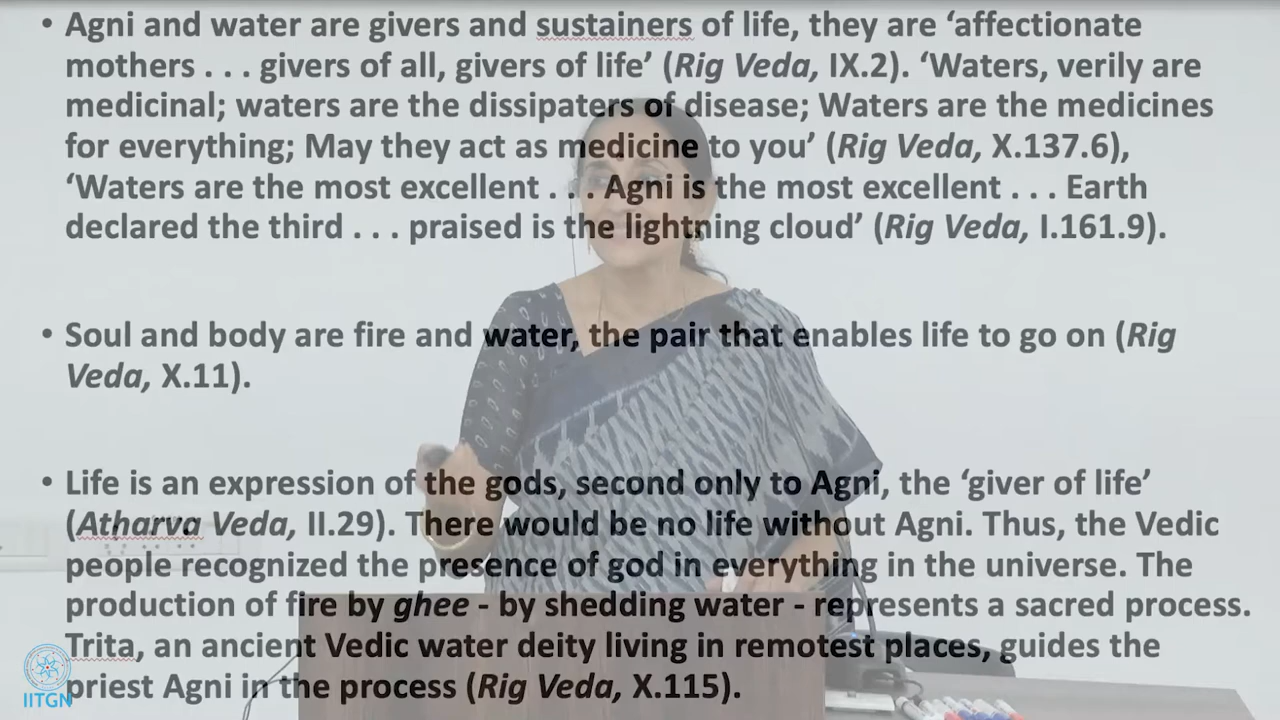 • Agni and water are givers and sustainers of life, they are ‘affectionate
mothers . . . givers of all, givers of life’ (Rig Veda, IX.2). ‘Waters, verily are
medicinal; waters are the dissipaters of disease; Waters are the medicines
for everything; May they act as medicine to you’ (Rig Veda, X.137.6),
‘Waters are the most excellent . . . Agni is the most excellent . . . Earth
declared the third . . . praised is the lightning cloud’ (Rig Veda, I.161.9).
• Soul and body are fire and water, the pair that enables life to go on (Rig
Veda, X.11).
• Life is an expression of the gods, second only to Agni, the ‘giver of life’
(Atharva Veda, II.29). There would be no life without Agni. Thus, the Vedic
people recognized the presence of god in everything in the universe. The
production of fire by ghee - by shedding water - represents a sacred process.
Trita, an ancient Vedic water deity living in remotest places, guides the
priest Agni in the process (Rig Veda, X.115).
IITGN